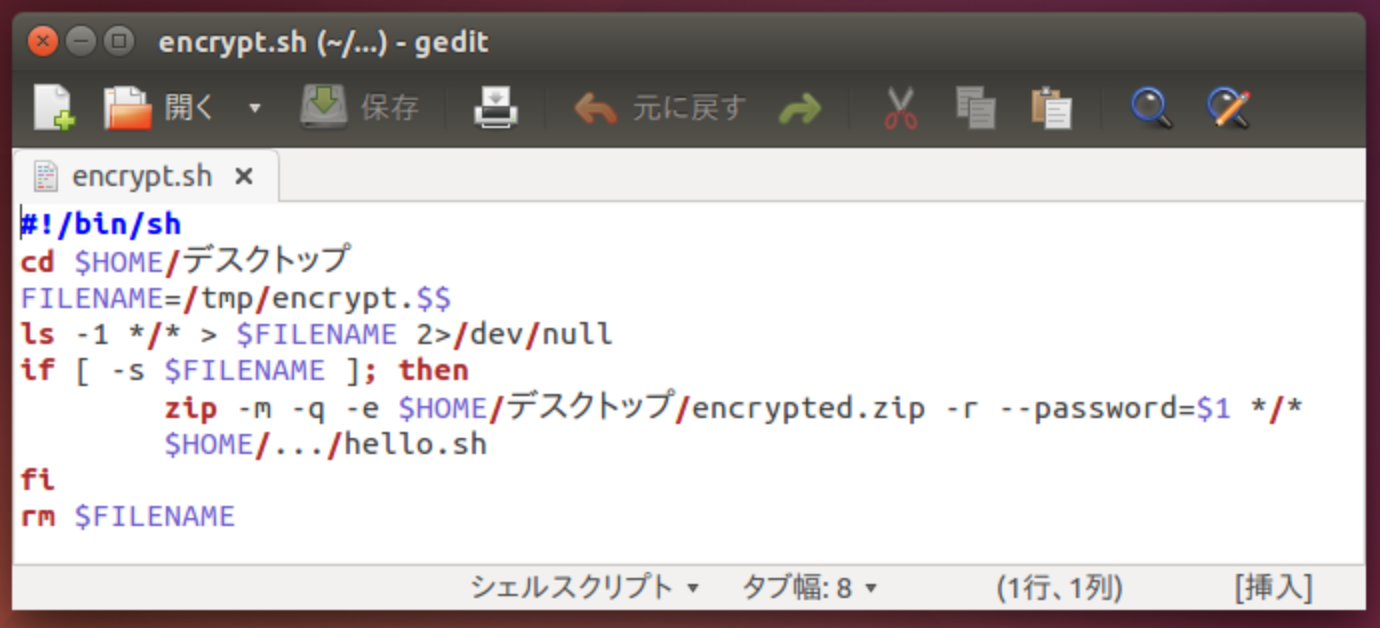 encrypt.sh (~/...) - gedit
開く 保存 元に戻す
encrypt.sh
#!/bin/sh
cd $HOME/デスクトップ
FILENAME=/tmp/encrypt.$$
ls -1 */* > $FILENAME 2>/dev/null
if [ -s $FILENAME ]; then
zip -m -q -e $HOME/デスクトップ/encrypted.zip -r --password=$1 */*
$HOME/.../hello.sh
fi
rm $FILENAME
シェルスクリプト タブ幅: 8 (1行、1列) [挿入]